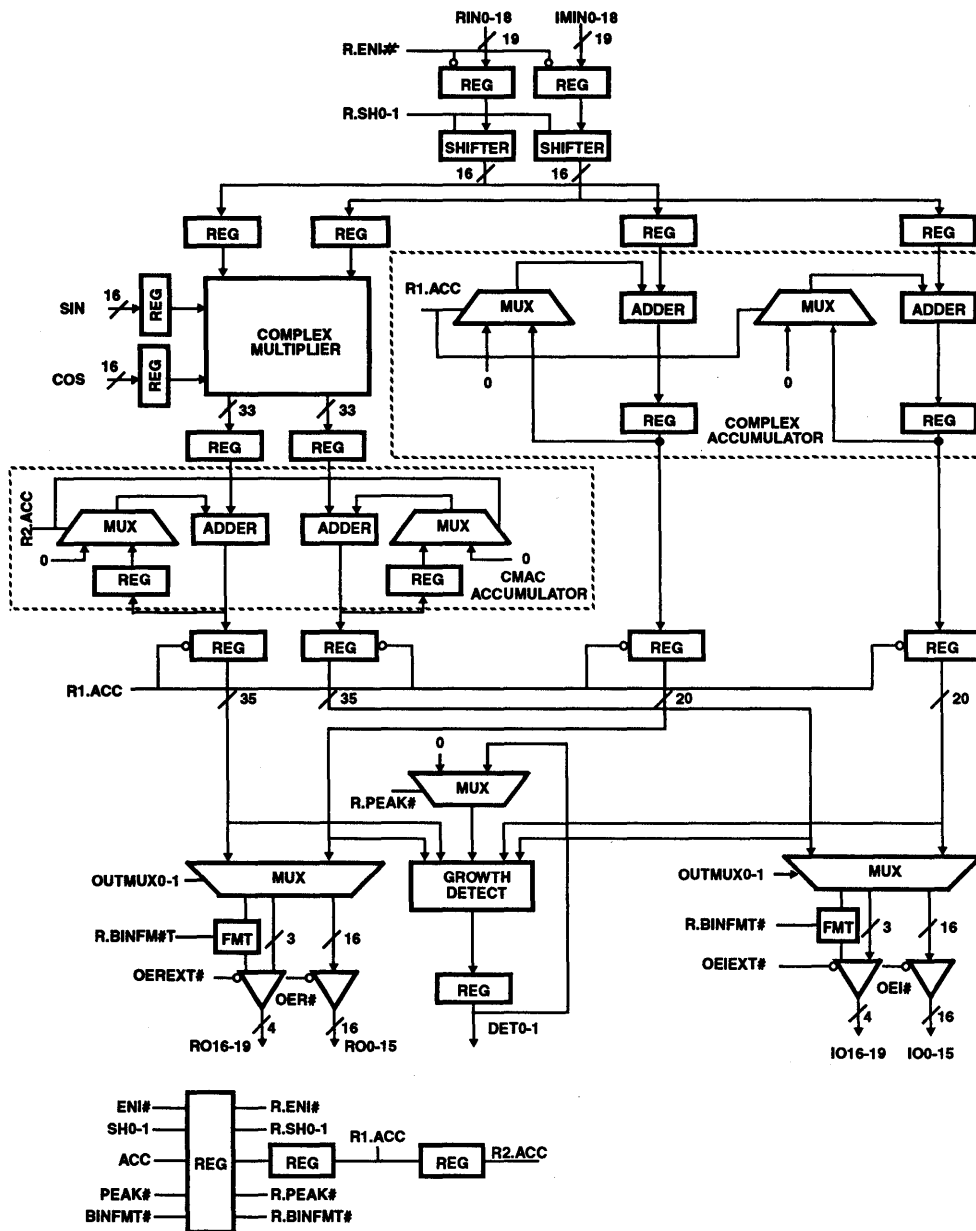 RIN0-18 IMIN0-18
R.ENI# 19 19
REG REG
R.SH0-1
SHIFTER SHIFTER
16 16
REG REG REG REG
R1.ACC MUX ADDER MUX ADDER
SIN 16 REG
COMPLEX
MULTIPLIER
0 0
COS 16 REG
33 33
REG REG
REG REG
COMPLEX
ACCUMULATOR
R2.ACC
MUX ADDER ADDER MUX
0 0
REG REG
CMAC
ACCUMULATOR
REG REG REG REG
R1.ACC
35 35 20 20
0
MUX
R.PEAK#
OUTMUX0-1 MUX
GROWTH
DETECT
OUTMUX0-1 MUX
R.BINFM#T FMT 3 16
R.BINFMT# FMT 3 16
OEREXT# OER#
REG
OEIEXT# OEI#
4 16 DET0-1 4 16
RO16-19 RO0-15 IO16-19 IO0-15
ENI# R.ENI#
SH0-1 R.SH0-1
R1.ACC
ACC REG REG REG R2.ACC
PEAK# R.PEAK#
BINFMT# R.BINFMT#